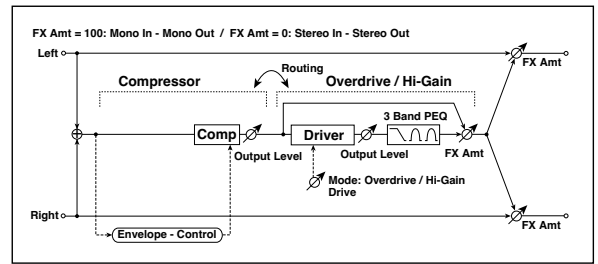 FX Amt = 100: Mono In - Mono Out / FX Amt = 0: Stereo In - Stereo Out
Left
FX Amt
Routing
Compressor
Overdrive / Hi-Gain
3 Band PEQ
Comp
Driver
Output Level
Output Level
FX Amt
Mode: Overdrive / Hi-Gain
Drive
Right
FX Amt
Envelope - Control